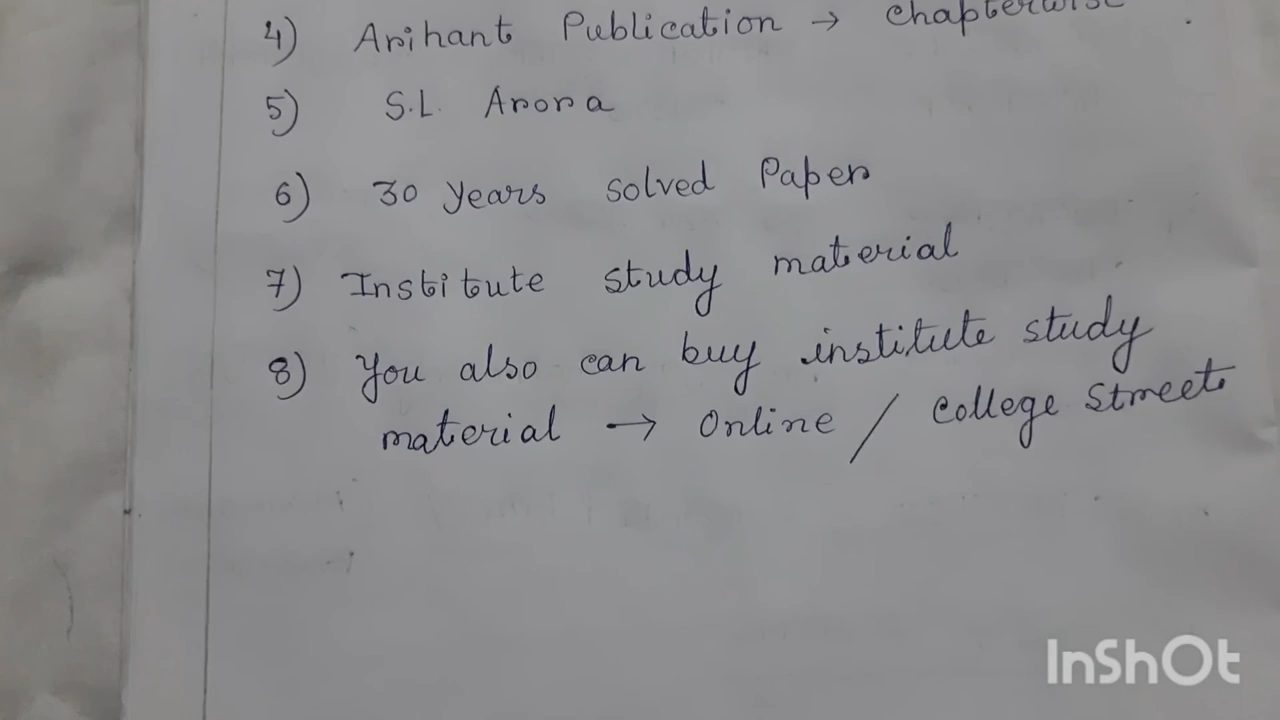 4) Arihant Publication → Chapterwise
5) S.L. Arora
6) 30 years solved Paper
7) Institute study material
8) You also can buy institute study
material → Online / College Street
InShOt